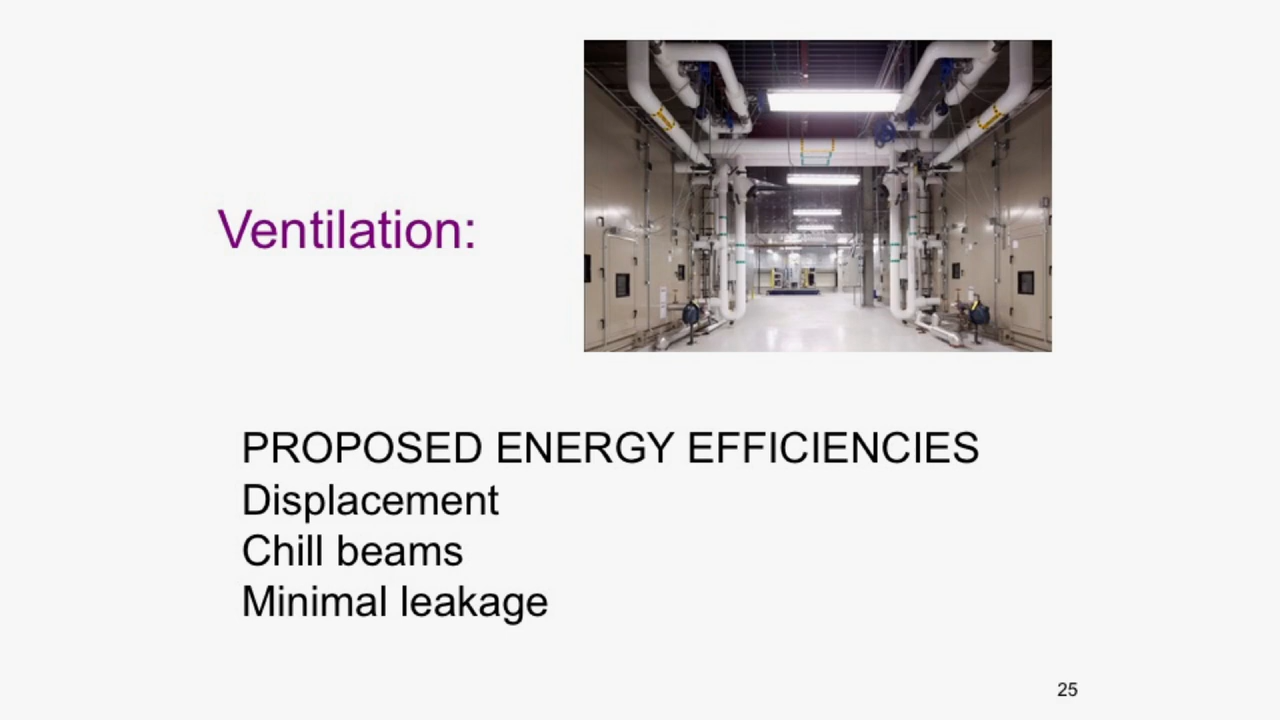 Ventilation:
PROPOSED ENERGY EFFICIENCIES
Displacement
Chill beams
Minimal leakage
25